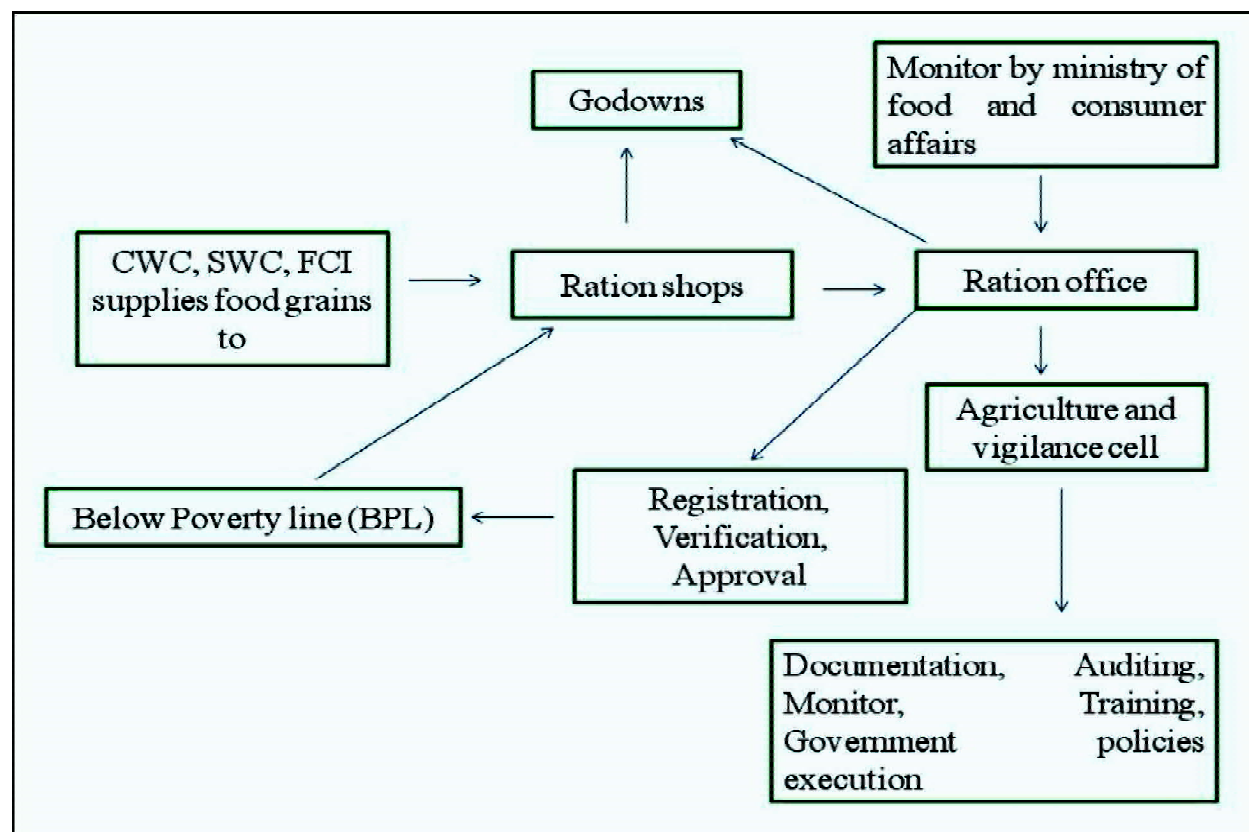 Godowns
Monitor by ministry of
food and consumer
affairs
CWC, SWC, FCI
supplies food grains
to
Ration shops
Ration office
Agriculture and
vigilance cell
Below Poverty line (BPL)
Registration,
Verification,
Approval
Documentation, Auditing,
Monitor, Training,
Government policies
execution